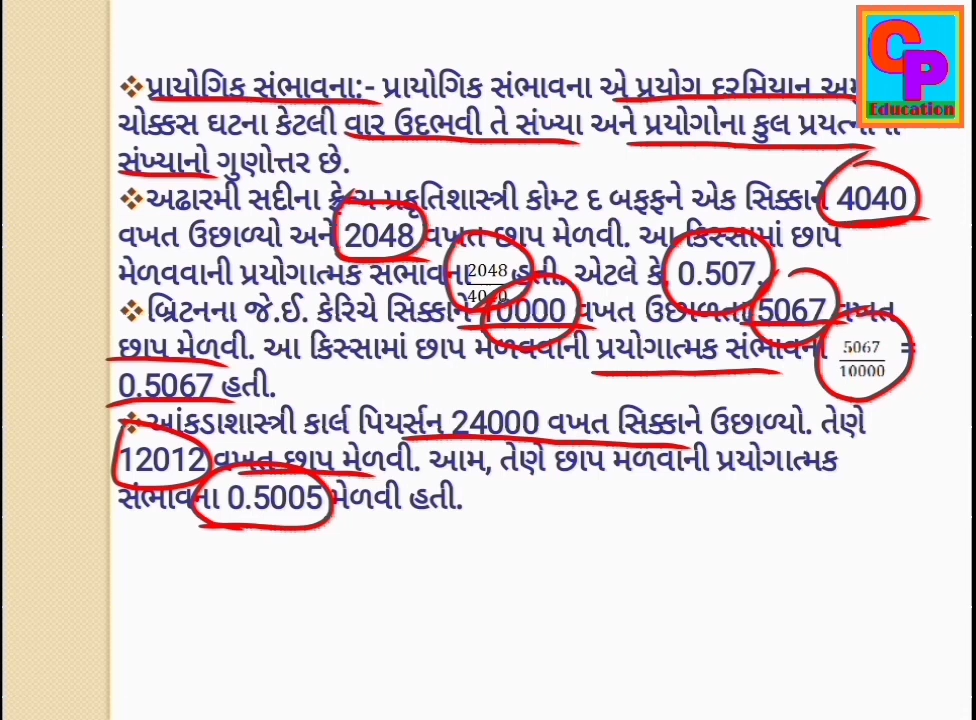 CP
Education
❖પ્રાયોગિક સંભાવના:- પ્રાયોગિક સંભાવના એ પ્રયોગ દરમિયાન
ચોક્કસ ઘટના કેટલી વાર ઉદભવી તે સંખ્યા અને પ્રયોગોના કુલ
સંખ્યાનો ગુણોત્તર છે.
❖અઢારમી સદીના ફ્રેન્ચ પ્રકૃતિશાસ્ત્રી કોમ્ટ દ બફફને એક સિક્કાને 4040
વખત ઉછાળ્યો અને 2048 વખત છાપ મેળવી. આ કિસ્સામાં છાપ
મેળવવાની પ્રયોગાત્મક સંભાવના 2048/4040 હતી. એટલે કે 0.507.
❖બ્રિટનના જે.ઈ. કેરિચે સિક્કાને 10000 વખત ઉછાળતા 5067 વખત
છાપ મેળવી. આ કિસ્સામાં છાપ મેળવવાની પ્રયોગાત્મક સંભાવના 5067/10000 =
0.5067 હતી.
❖આંકડાશાસ્ત્રી કાર્લ પિયર્સન 24000 વખત સિક્કાને ઉછાળ્યો. તેણે
12012 વખત છાપ મેળવી. આમ, તેણે છાપ મળવાની પ્રયોગાત્મક
સંભાવના 0.5005 મેળવી હતી.